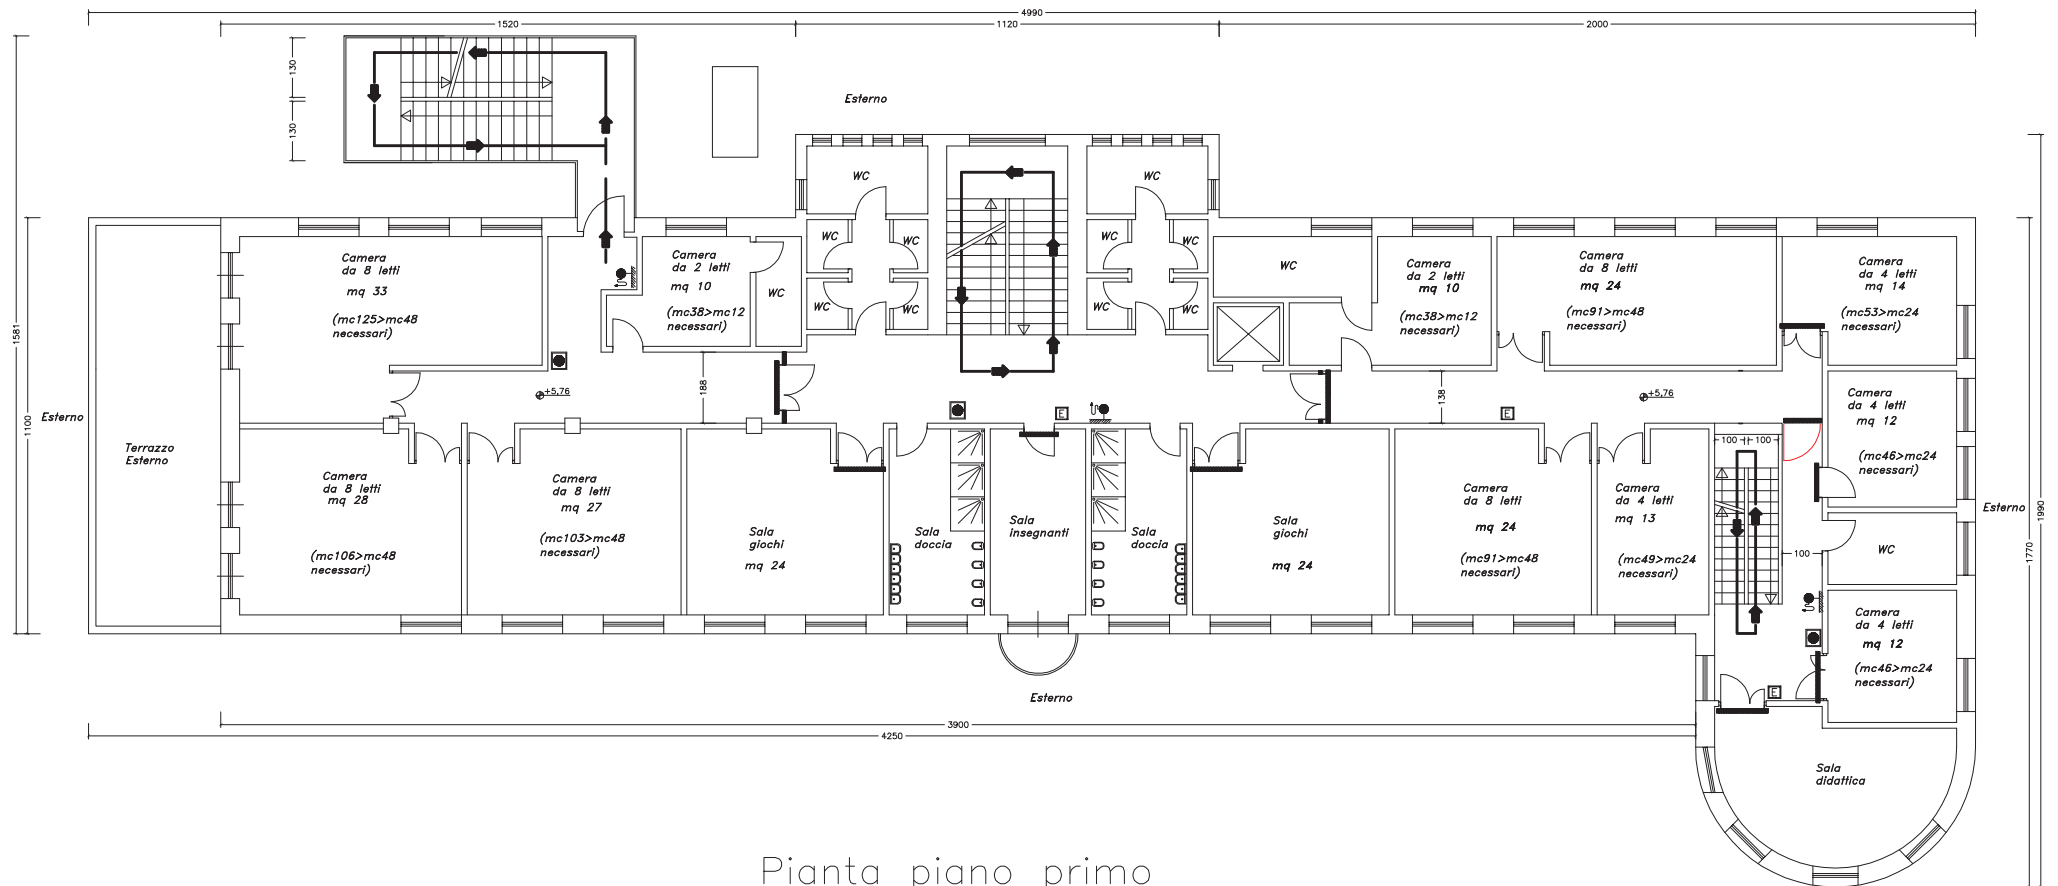 4990
1520
1120
2000
130
130
1581
1100
1990
1770
Esterno
WC
WC
WC
WC
WC
WC
WC
WC
WC
WC
WC
Camera
da 8 letti
mq 33
(mc125>mc48
necessari)
Camera
da 2 letti
mq 10
(mc38>mc12
necessari)
WC
Camera
da 2 letti
mq 10
(mc38>mc12
necessari)
Camera
da 8 letti
mq 24
(mc91>mc48
necessari)
Camera
da 4 letti
mq 14
(mc53>mc24
necessari)
+5,76
188
138
+5,76
E
E
Esterno
Terrazzo
Esterno
Camera
da 8 letti
mq 28
(mc106>mc48
necessari)
Camera
da 8 letti
mq 27
(mc103>mc48
necessari)
Sala
giochi
mq 24
Sala
doccia
Sala
insegnanti
Sala
doccia
Sala
giochi
mq 24
Camera
da 8 letti
mq 24
(mc91>mc48
necessari)
Camera
da 4 letti
mq 13
(mc49>mc24
necessari)
100
100
100
Camera
da 4 letti
mq 12
(mc46>mc24
necessari)
Esterno
WC
Camera
da 4 letti
mq 12
(mc46>mc24
necessari)
E
Esterno
3900
4250
Sala
didattica
Pianta piano primo